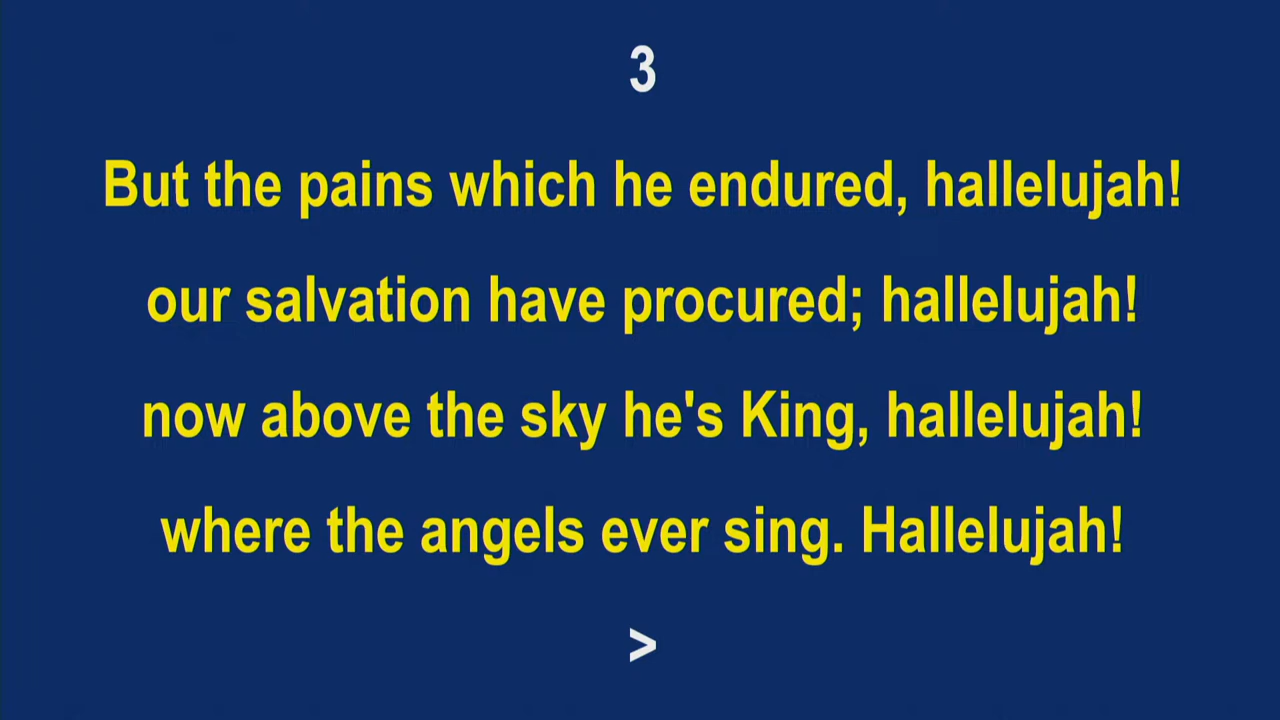 3
But the pains which he endured, hallelujah!
our salvation have procured; hallelujah!
now above the sky he's King, hallelujah!
where the angels ever sing. Hallelujah!
>